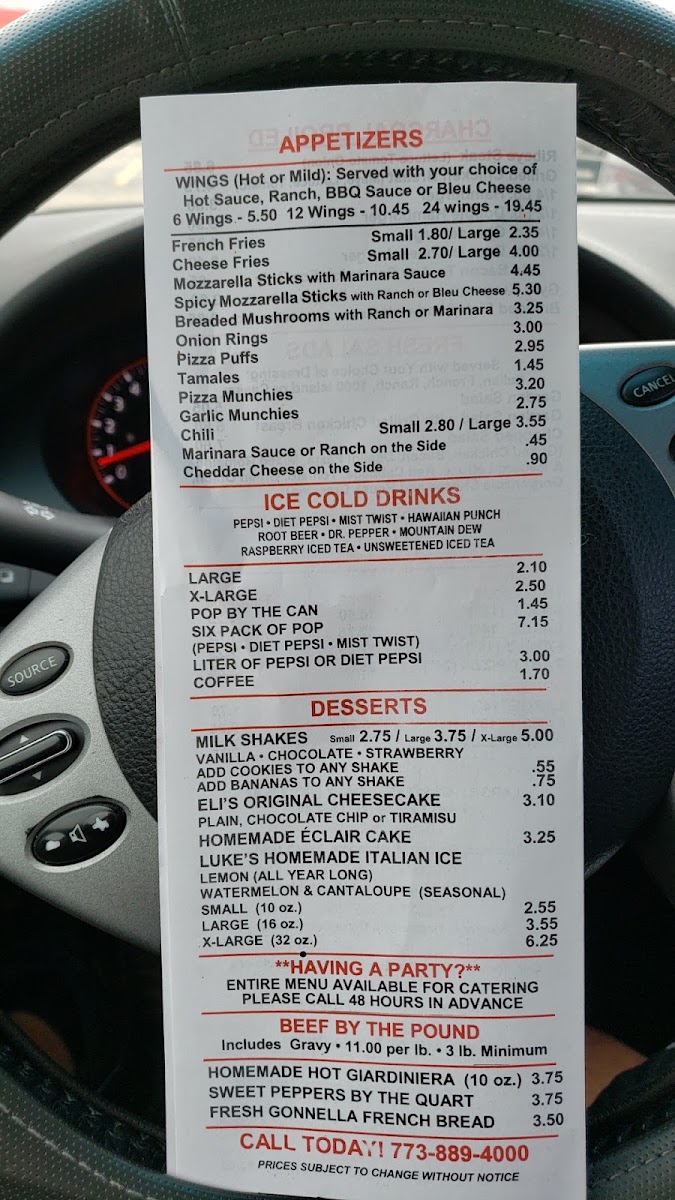 APPETIZERS
WINGS (Hot or Mild): Served with your choice of
Hot Sauce, Ranch, BBQ Sauce or Bleu Cheese
6 Wings - 5.50 12 Wings - 10.45 24 wings - 19.45
French Fries Small 1.80/ Large 2.35
Cheese Fries Small 2.70/ Large 4.00
Mozzarella Sticks with Marinara Sauce 4.45
Spicy Mozzarella Sticks with Ranch or Bleu Cheese 5.30
Breaded Mushrooms with Ranch or Marinara 3.25
Onion Rings 3.00
Pizza Puffs 2.95
Tamales 1.45
Pizza Munchies 3.20
Garlic Munchies 2.75
Chili Small 2.80 / Large 3.55
Marinara Sauce or Ranch on the Side .45
Cheddar Cheese on the Side .90
ICE COLD DRINKS
PEPSI • DIET PEPSI • MIST TWIST • HAWAIIAN PUNCH
ROOT BEER • DR. PEPPER • MOUNTAIN DEW
RASPBERRY ICED TEA • UNSWEETENED ICED TEA
LARGE 2.10
X-LARGE 2.50
POP BY THE CAN 1.45
SIX PACK OF POP 7.15
(PEPSI • DIET PEPSI • MIST TWIST)
LITER OF PEPSI OR DIET PEPSI 3.00
COFFEE 1.70
DESSERTS
MILK SHAKES Small 2.75 / Large 3.75 / X-Large 5.00
VANILLA • CHOCOLATE • STRAWBERRY
ADD COOKIES TO ANY SHAKE .55
ADD BANANAS TO ANY SHAKE .75
ELI'S ORIGINAL CHEESECAKE 3.10
PLAIN, CHOCOLATE CHIP or TIRAMISU
HOMEMADE ÉCLAIR CAKE 3.25
LUKE'S HOMEMADE ITALIAN ICE
LEMON (ALL YEAR LONG)
WATERMELON & CANTALOUPE (SEASONAL)
SMALL (10 oz.) 2.55
LARGE (16 oz.) 3.55
X-LARGE (32 oz.) 6.25
**HAVING A PARTY?**
ENTIRE MENU AVAILABLE FOR CATERING
PLEASE CALL 48 HOURS IN ADVANCE
BEEF BY THE POUND
Includes Gravy • 11.00 per lb. • 3 lb. Minimum
HOMEMADE HOT GIARDINIERA (10 oz.) 3.75
SWEET PEPPERS BY THE QUART 3.75
FRESH GONNELLA FRENCH BREAD 3.50
CALL TODAY! 773-889-4000
PRICES SUBJECT TO CHANGE WITHOUT NOTICE
SOURCE
CANCEL